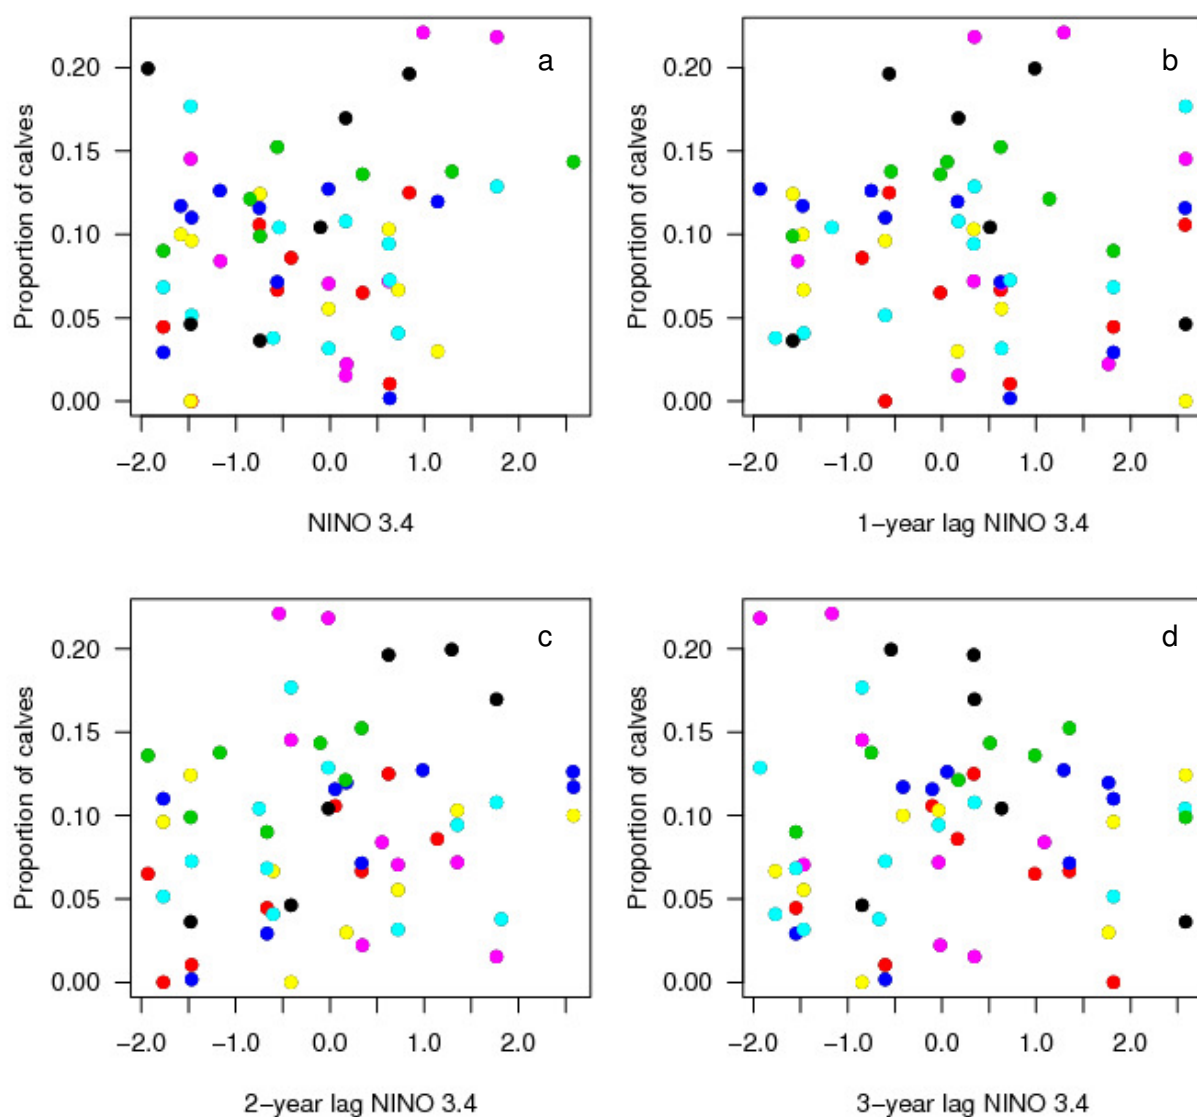 a
0.20
0.15
0.10
0.05
0.00
Proportion of calves
−2.0 −1.0 0.0 1.0 2.0
NINO 3.4
b
0.20
0.15
0.10
0.05
0.00
Proportion of calves
−2.0 −1.0 0.0 1.0 2.0
1−year lag NINO 3.4
c
0.20
0.15
0.10
0.05
0.00
Proportion of calves
−2.0 −1.0 0.0 1.0 2.0
2−year lag NINO 3.4
d
0.20
0.15
0.10
0.05
0.00
Proportion of calves
−2.0 −1.0 0.0 1.0 2.0
3−year lag NINO 3.4